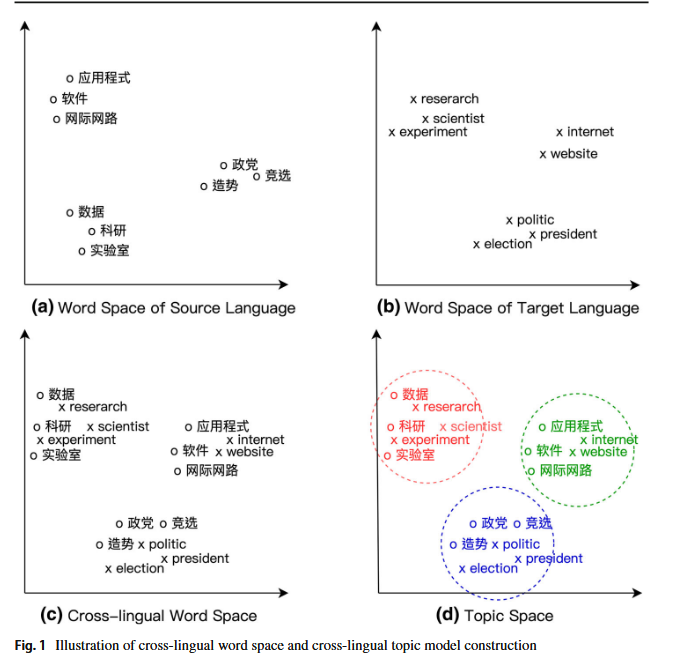 o 应用程式
o 软件
o 网际网路
o 政党
o 竞选
o 造势
o 数据
o 科研
o 实验室
(a) Word Space of Source Language
x reserarch
x scientist
x experiment
x internet
x website
x politic
x president
x election
(b) Word Space of Target Language
o 数据
x reserarch
o 科研 x scientist
x experiment
o 实验室
o 应用程式
x internet
o 软件 x website
o 网际网路
o 政党 o 竞选
o 造势 x politic
x president
x election
(c) Cross-lingual Word Space
o 数据
x reserarch
o 科研 x scientist
x experiment
o 实验室
o 应用程式
x internet
o 软件 x website
o 网际网路
o 政党 o 竞选
o 造势 x politic
x president
x election
(d) Topic Space
Fig. 1 Illustration of cross-lingual word space and cross-lingual topic model construction